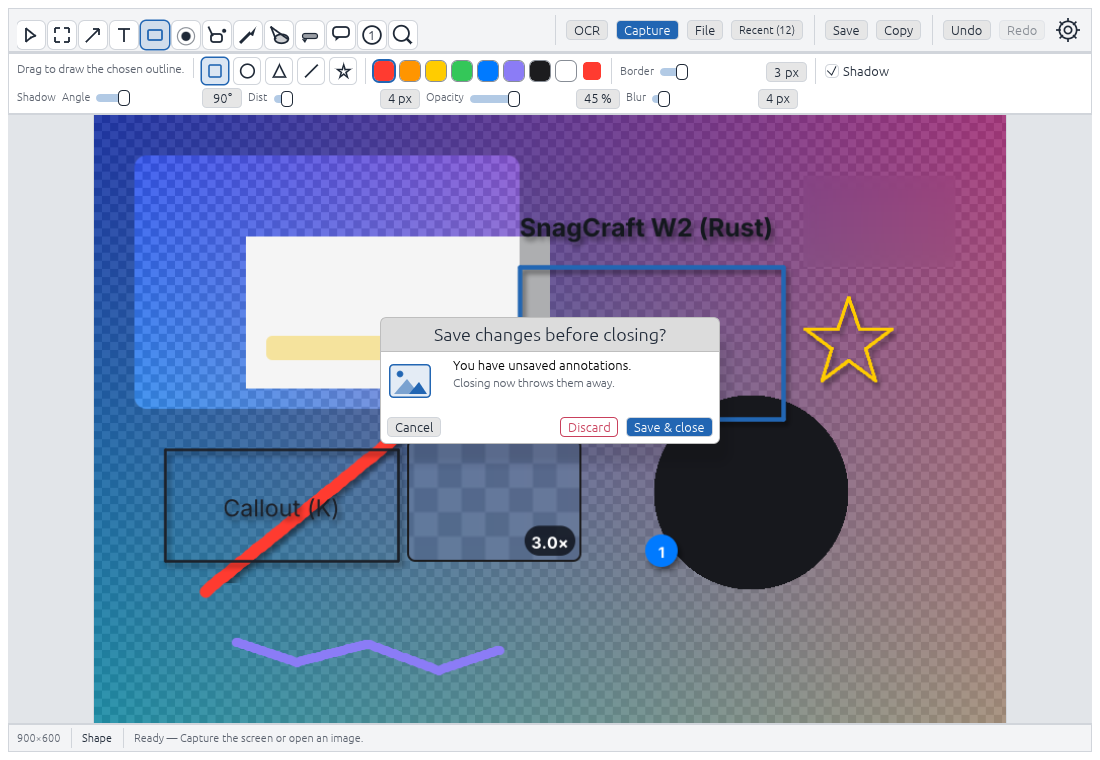 T
1
OCR
Capture
File
Recent (12)
Save
Copy
Undo
Redo
Drag to draw the chosen outline.
Border
3 px
Shadow
Shadow
Angle
90°
Dist
4 px
Opacity
45 %
Blur
4 px
SnagCraft W2 (Rust)
Save changes before closing?
You have unsaved annotations.
Closing now throws them away.
Cancel
Discard
Save & close
Callout (K)
3.0×
1
900×600
Shape
Ready — Capture the screen or open an image.